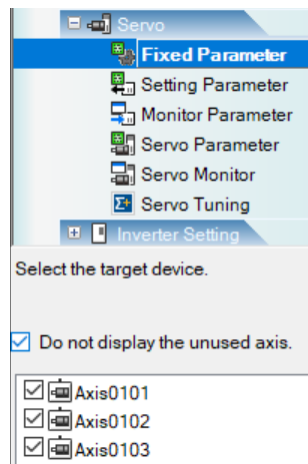 Servo
Fixed Parameter
Setting Parameter
Monitor Parameter
Servo Parameter
Servo Monitor
Servo Tuning
Inverter Setting
Select the target device.
Do not display the unused axis.
Axis0101
Axis0102
Axis0103